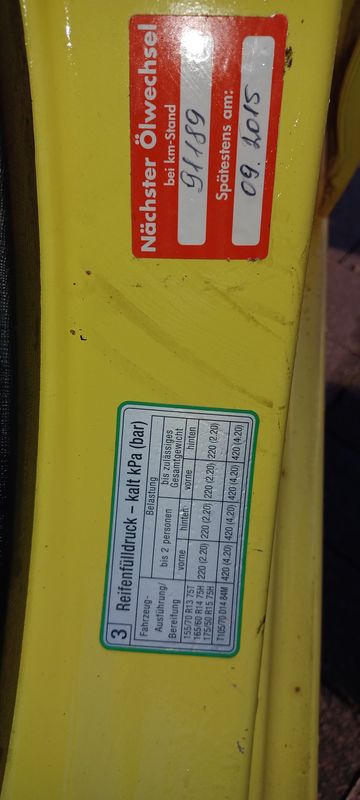 Nächster Ölwechsel
bei km-Stand
91189
Spätestens am:
09. 2015
3 Reifenfülldruck – kalt kPa (bar)
Fahrzeug-
Ausführung/
Bereifung
Belastung
bis 2 personen
bis zulässiges
Gesamtgewicht
vorne hinten vorne hinten
155/70 R13 75T
165/60 R14 75H
175/50 R15 75H
220 (2.20) 220 (2.20) 220 (2.20) 220 (2.20)
T105/70 D14 84M 420 (4.20) 420 (4.20) 420 (4.20) 420 (4.20)